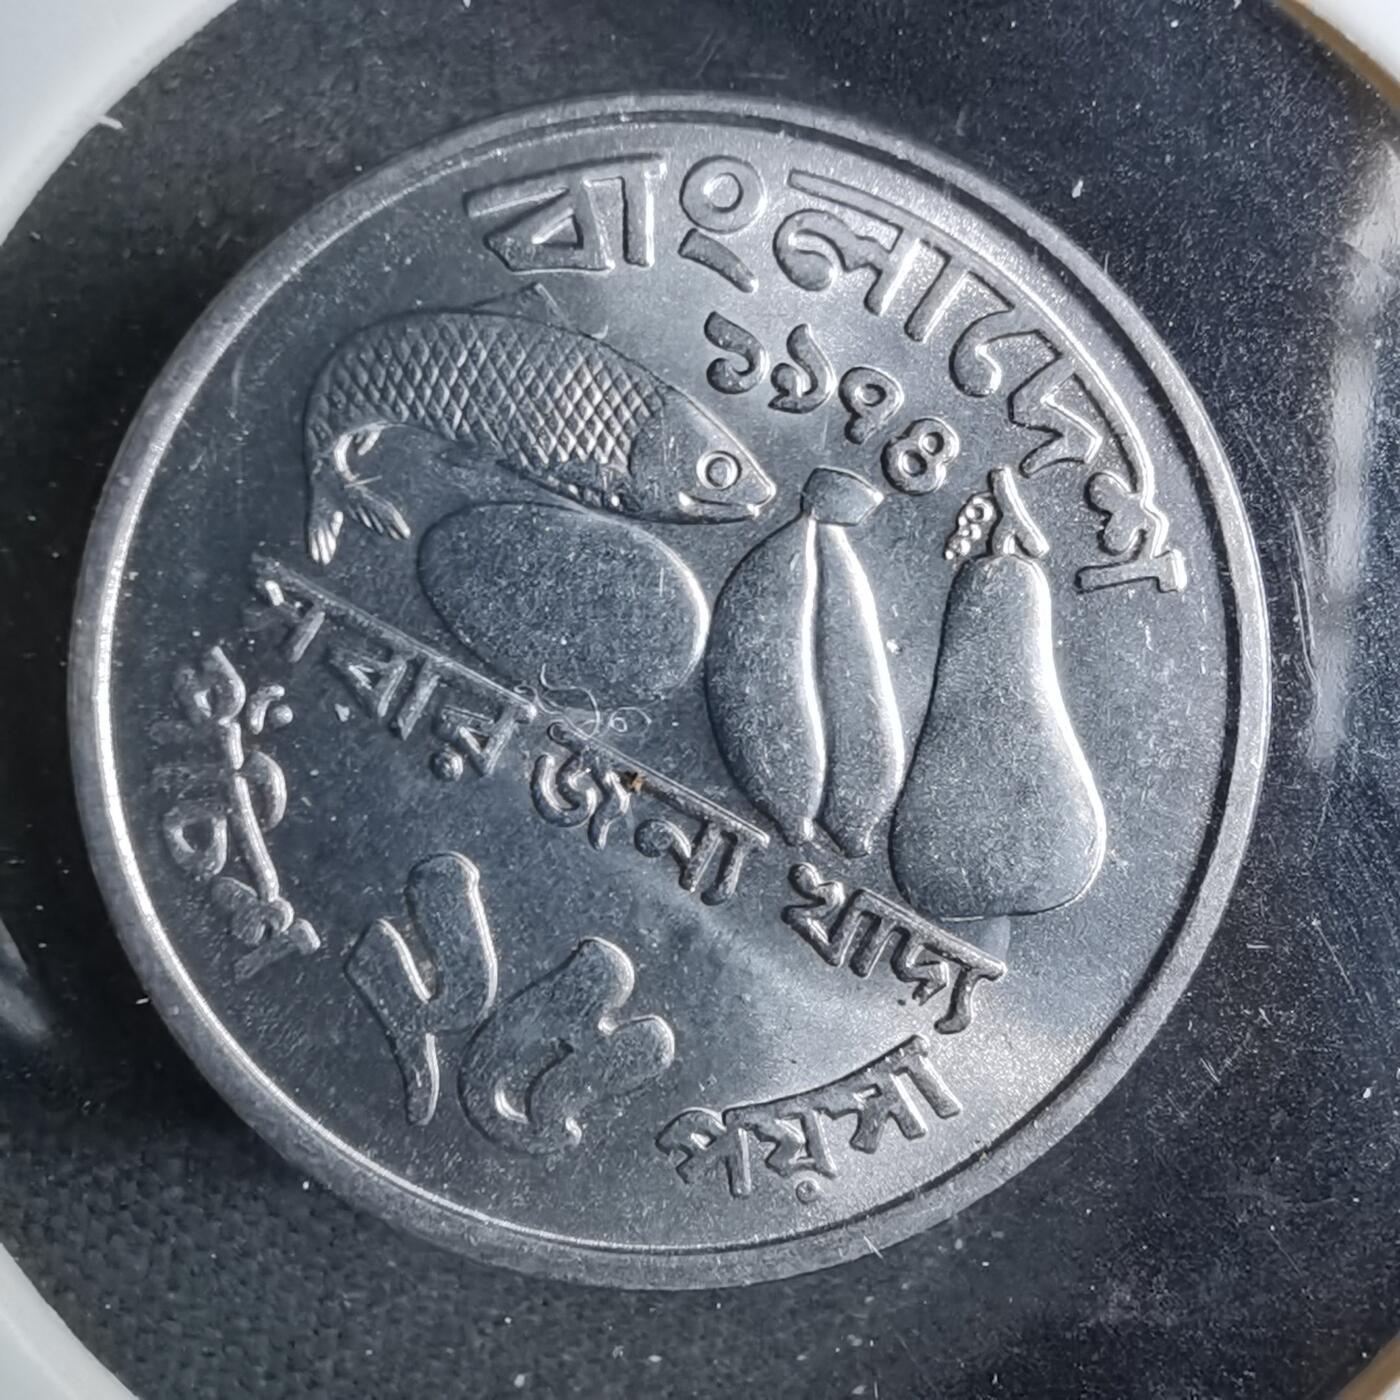 বাংলাদেশ
১৯৭৪
সবার জন্য খাদ্য
পঁচিশ
২৫
পয়সা